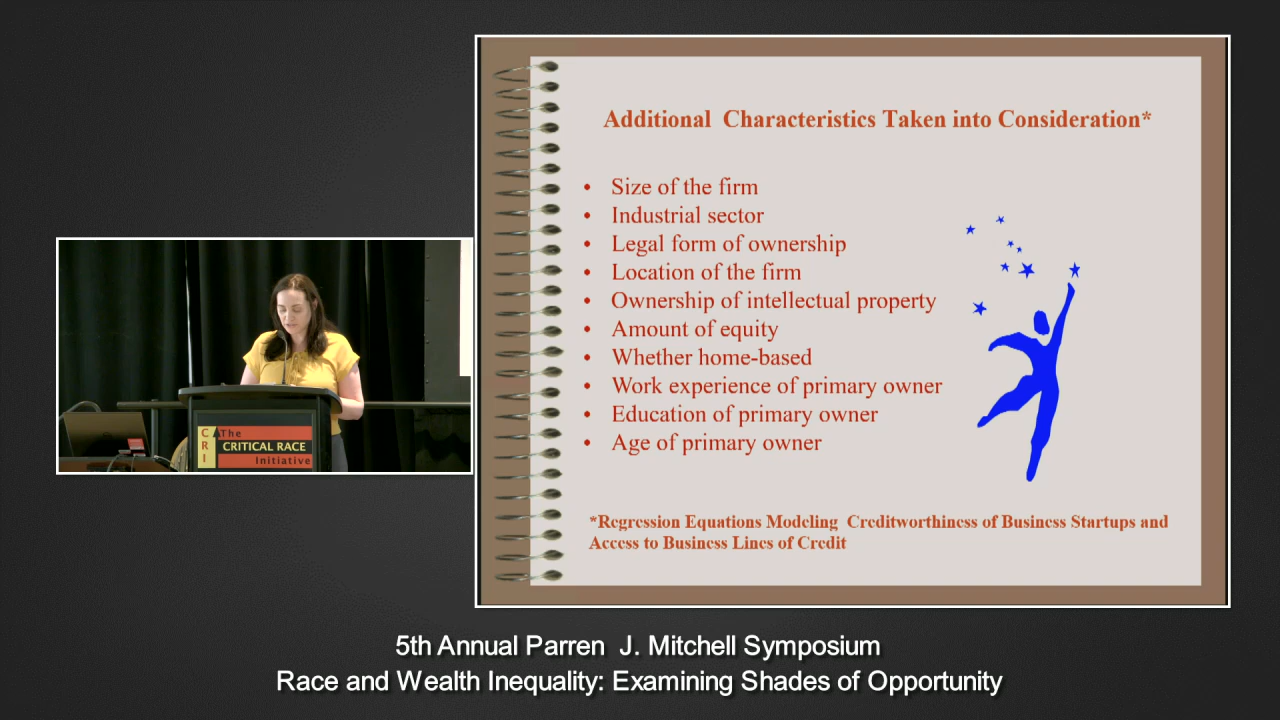 Additional Characteristics Taken into Consideration*
• Size of the firm
• Industrial sector
• Legal form of ownership
• Location of the firm
• Ownership of intellectual property
• Amount of equity
• Whether home-based
• Work experience of primary owner
• Education of primary owner
• Age of primary owner
*Regression Equations Modeling Creditworthiness of Business Startups and
Access to Business Lines of Credit
CRI
The
CRITICAL RACE
Initiative
5th Annual Parren J. Mitchell Symposium
Race and Wealth Inequality: Examining Shades of Opportunity